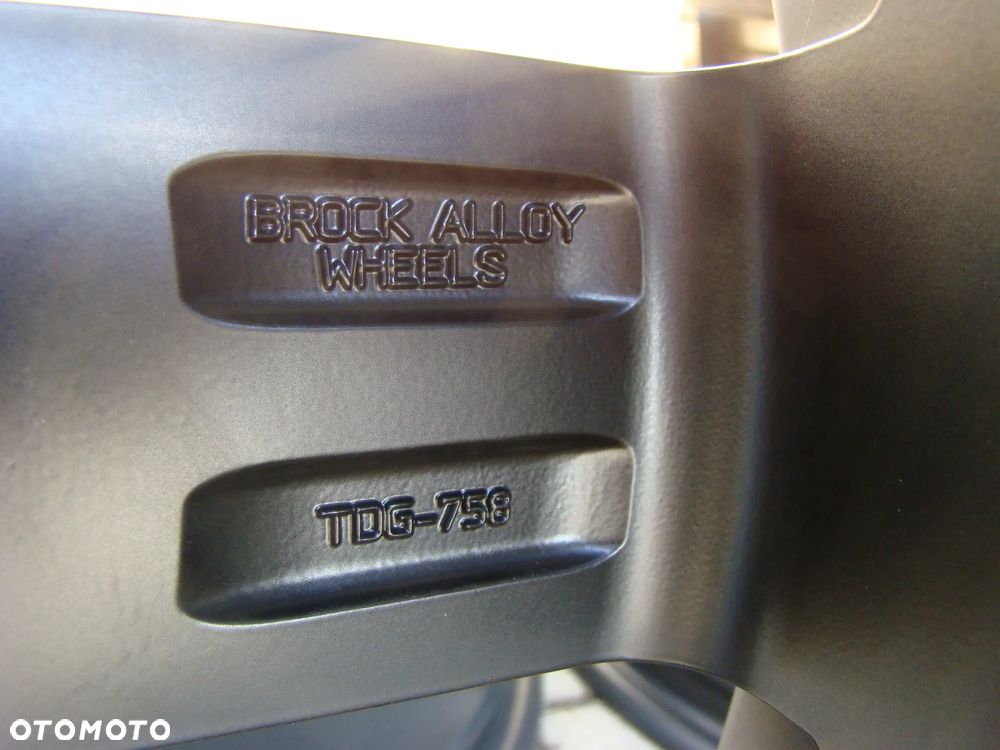 BROCK ALLOY
WHEELS
TDG-758
OTOMOTO